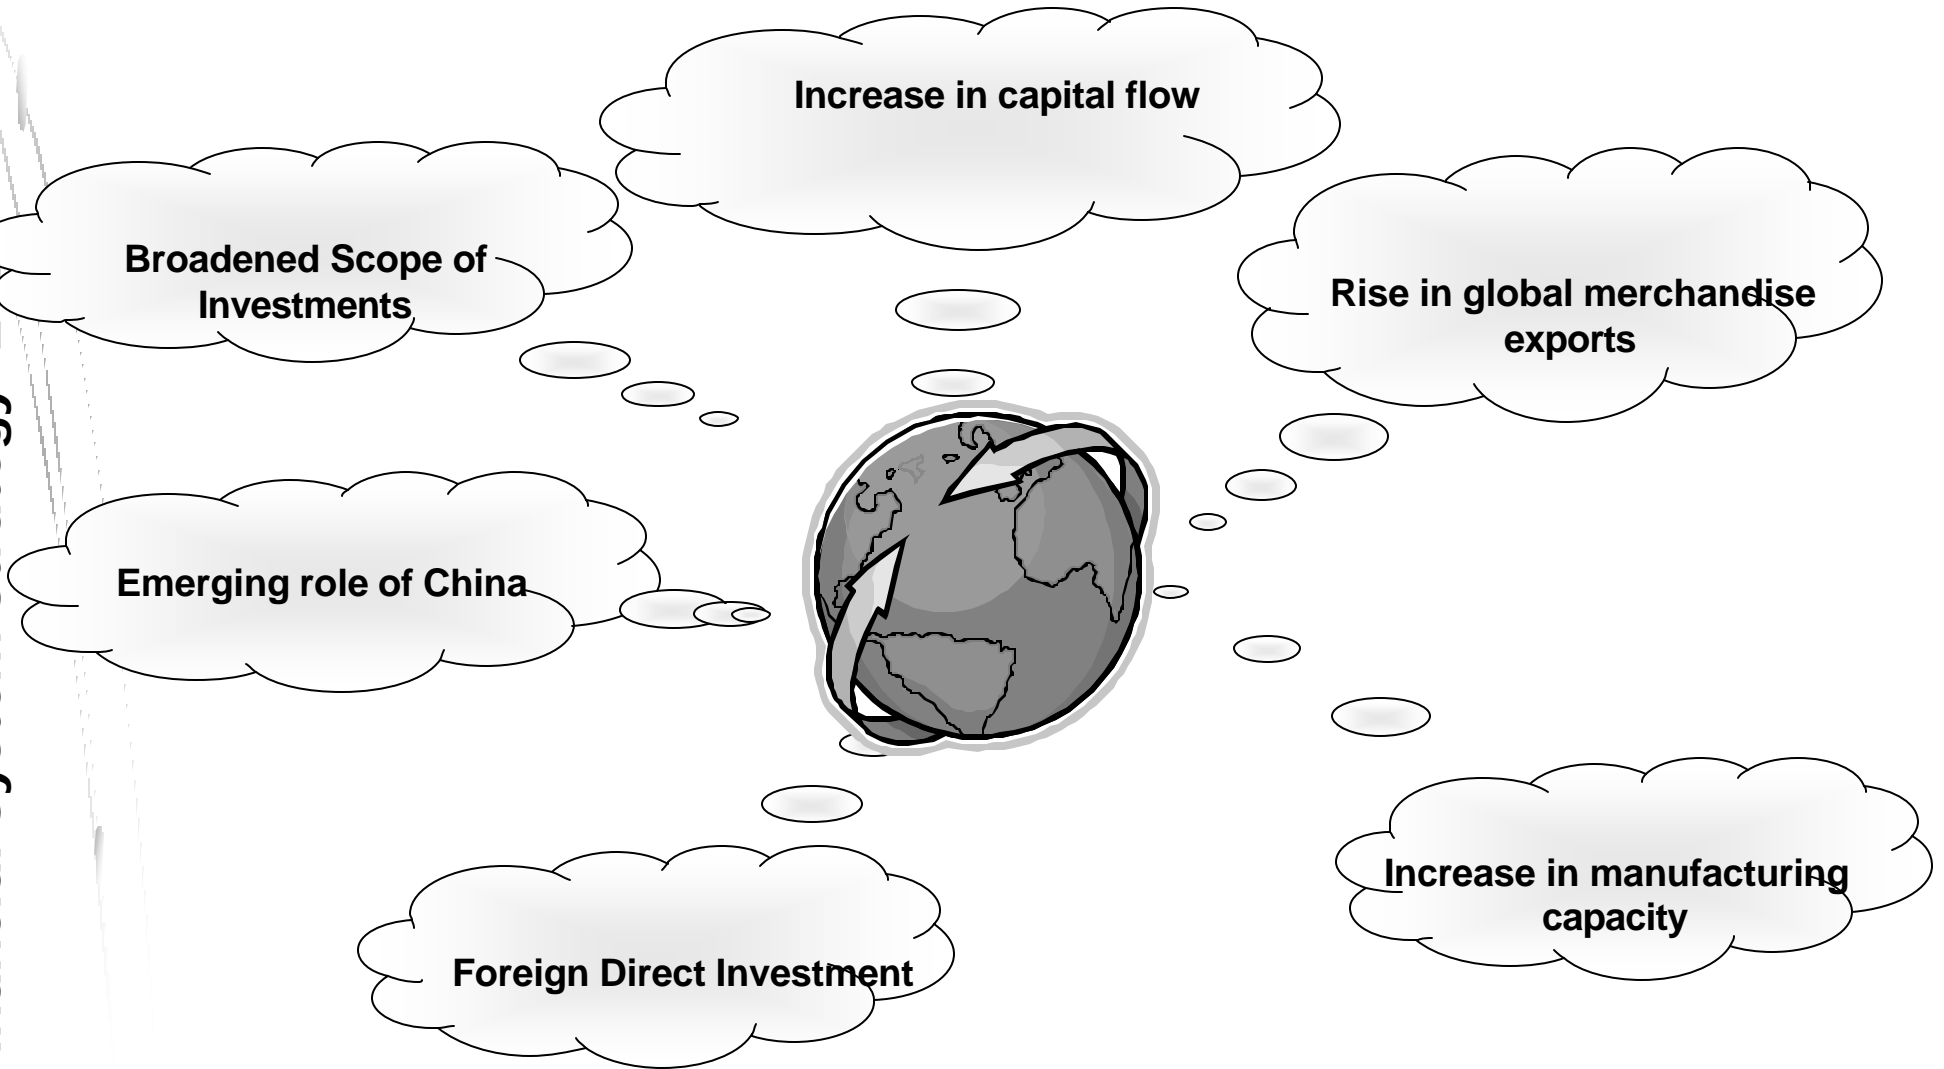 Increase in capital flow
Broadened Scope of
Investments
Rise in global merchandise
exports
Emerging role of China
Increase in manufacturing
capacity
Foreign Direct Investment